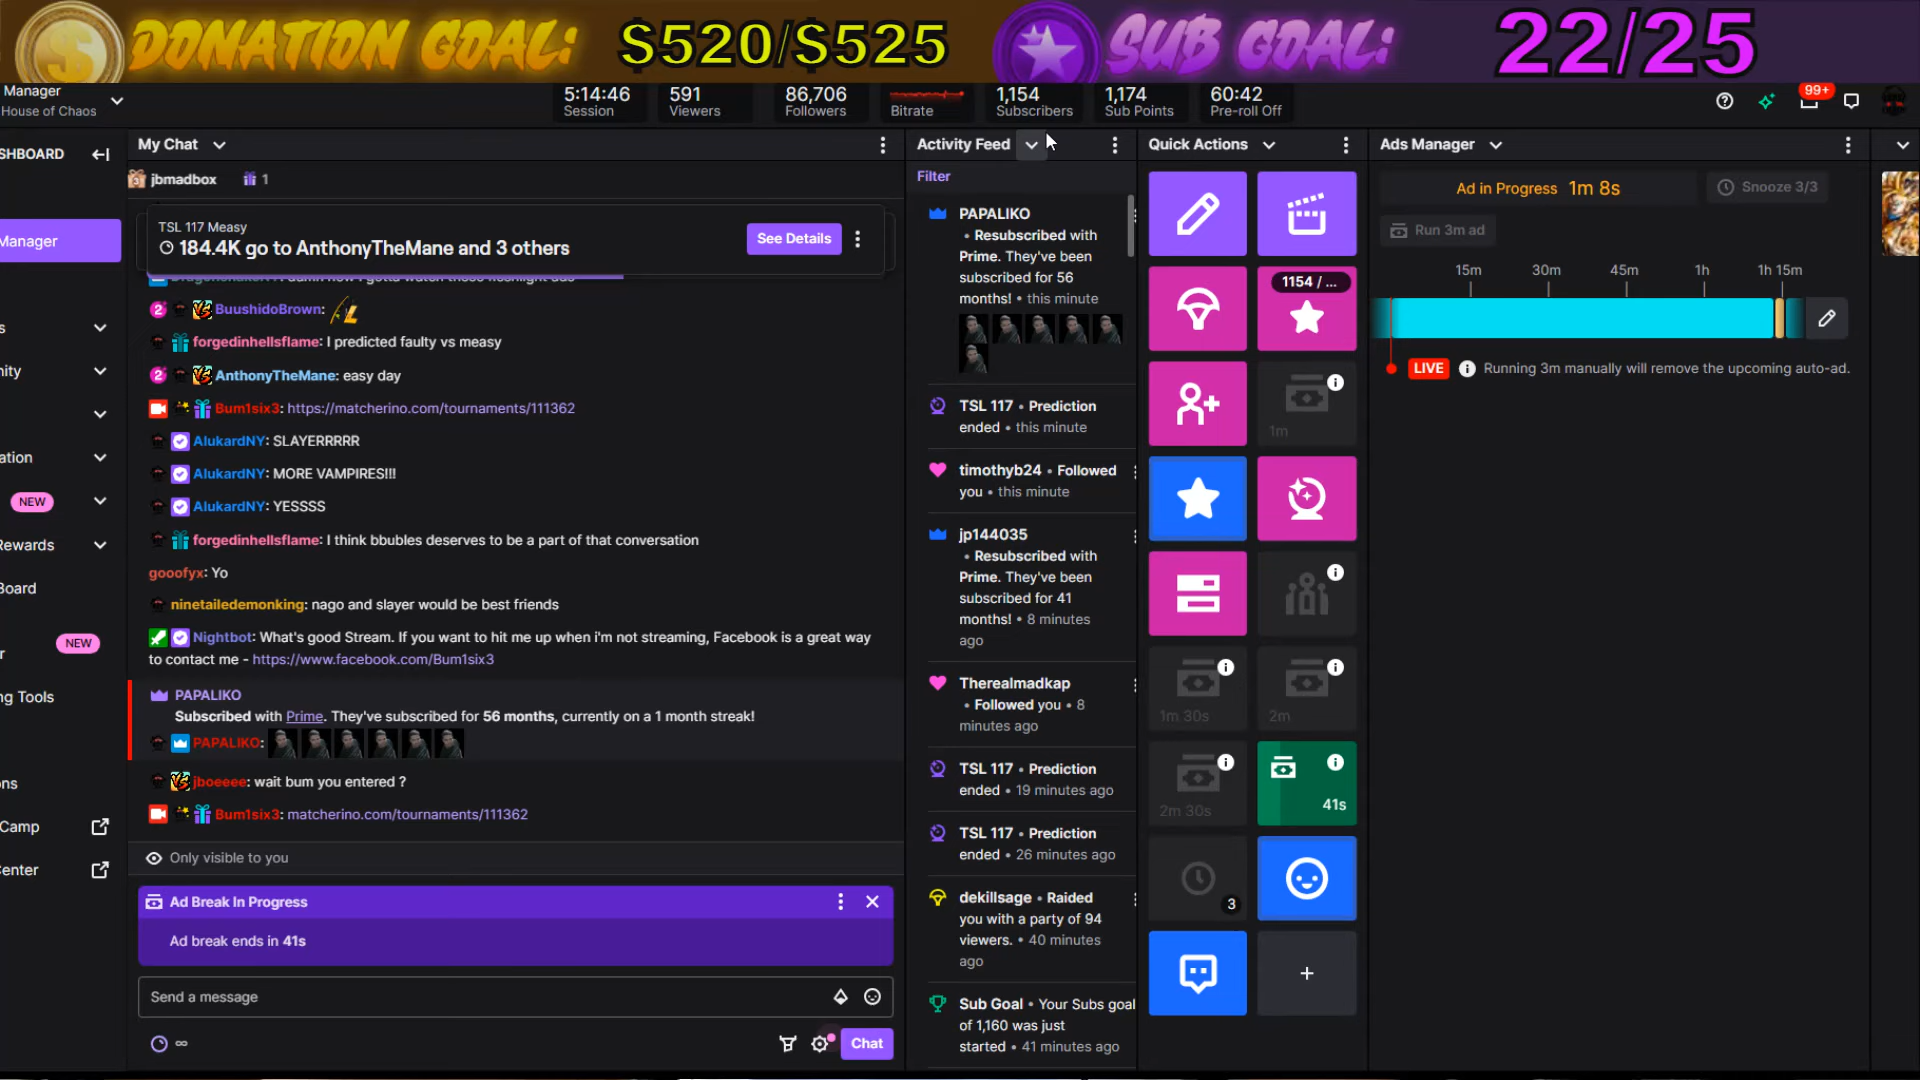 DONATION GOAL: $520/$525 SUB GOAL: 22/25
Manager
House of Chaos
5:14:46
Session
591
Viewers
86,706
Followers
Bitrate
1,154
Subscribers
1,174
Sub Points
60:42
Pre-roll Off
99+
SHBOARD
Manager
s
nity
ation
NEW
Rewards
Board
NEW
r
ng Tools
ons
Camp
Center
My Chat
jbmadbox 1
TSL 117 Measy
184.4K go to AnthonyTheMane and 3 others
See Details
BuushidoBrown:
forgedinhellsflame: I predicted faulty vs measy
AnthonyTheMane: easy day
Bum1six3: https://matcherino.com/tournaments/111362
AlukardNY: SLAYERRRRR
AlukardNY: MORE VAMPIRES!!!
AlukardNY: YESSSS
forgedinhellsflame: I think bbubles deserves to be a part of that conversation
gooofyx: Yo
ninetailedemonking: nago and slayer would be best friends
Nightbot: What's good Stream. If you want to hit me up when i'm not streaming, Facebook is a great way
to contact me - https://www.facebook.com/Bum1six3
PAPALIKO
Subscribed with Prime. They've subscribed for 56 months, currently on a 1 month streak!
PAPALIKO:
jboeeee: wait bum you entered ?
Bum1six3: matcherino.com/tournaments/111362
Only visible to you
Ad Break In Progress
Ad break ends in 41s
Send a message
Chat
Activity Feed
Filter
PAPALIKO
• Resubscribed with
Prime. They've been
subscribed for 56
months! • this minute
TSL 117 • Prediction
ended • this minute
timothyb24 • Followed
you • this minute
jp144035
• Resubscribed with
Prime. They've been
subscribed for 41
months! • 8 minutes
ago
Therealmadkap
• Followed you • 8
minutes ago
TSL 117 • Prediction
ended • 19 minutes ago
TSL 117 • Prediction
ended • 26 minutes ago
dekillsage • Raided
you with a party of 94
viewers. • 40 minutes
ago
Sub Goal • Your Subs goal
of 1,160 was just
started • 41 minutes ago
Quick Actions
1154 / ...
1m
1m 30s
2m
2m 30s
41s
3
Ads Manager
Ad in Progress 1m 8s
Snooze 3/3
Run 3m ad
15m 30m 45m 1h 1h 15m
LIVE Running 3m manually will remove the upcoming auto-ad.